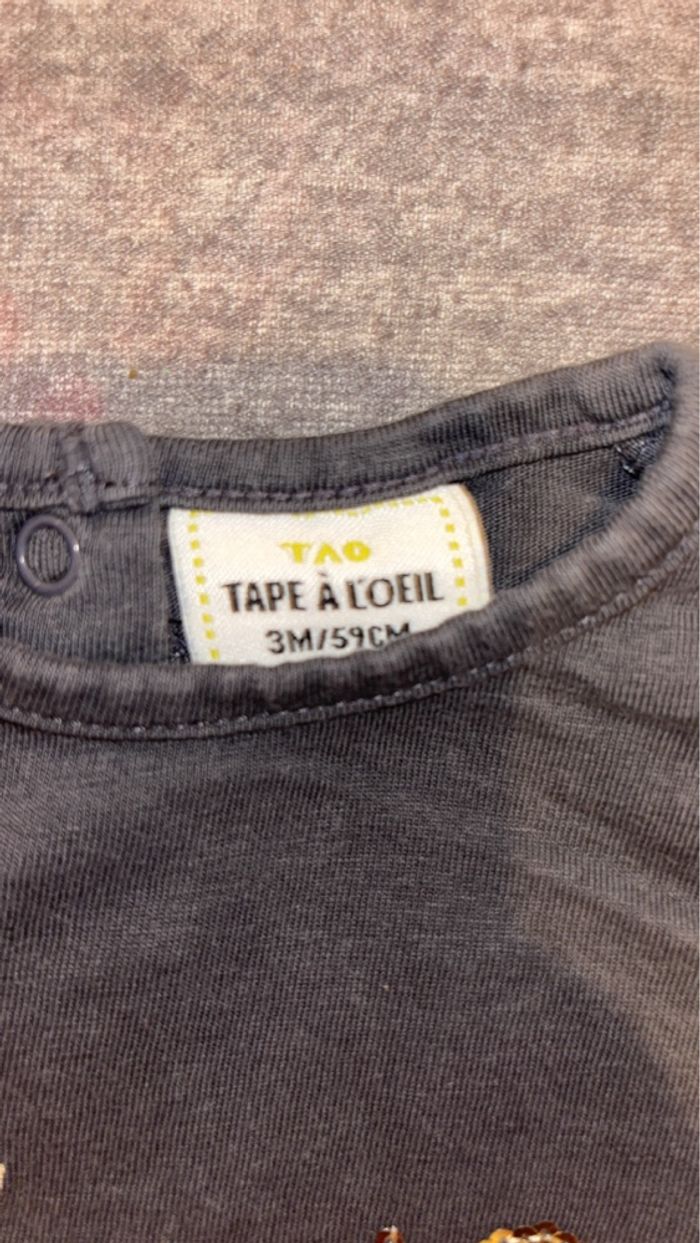 TAO
TAPE À L'OEIL
3M/59CM